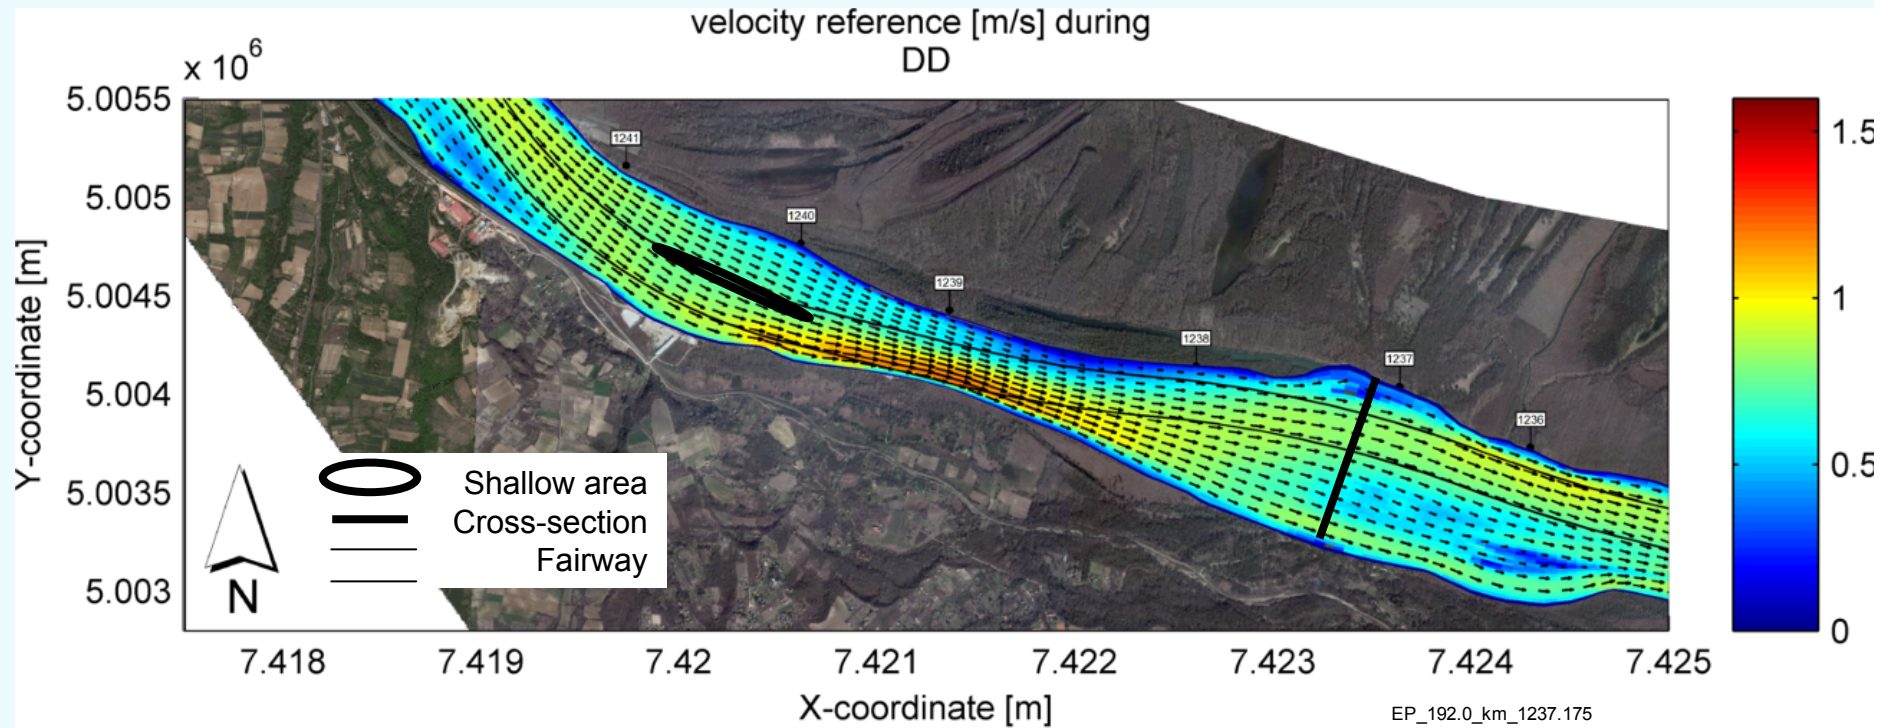 velocity reference [m/s] during
DD
x 10^6
5.0055
5.005
5.0045
5.004
5.0035
5.003
Y-coordinate [m]
1241
1240
1239
1238
1237
1236
Shallow area
Cross-section
Fairway
N
7.418
7.419
7.42
7.421
7.422
7.423
7.424
7.425
X-coordinate [m]
1.5
1
0.5
0
EP_192.0_km_1237.175